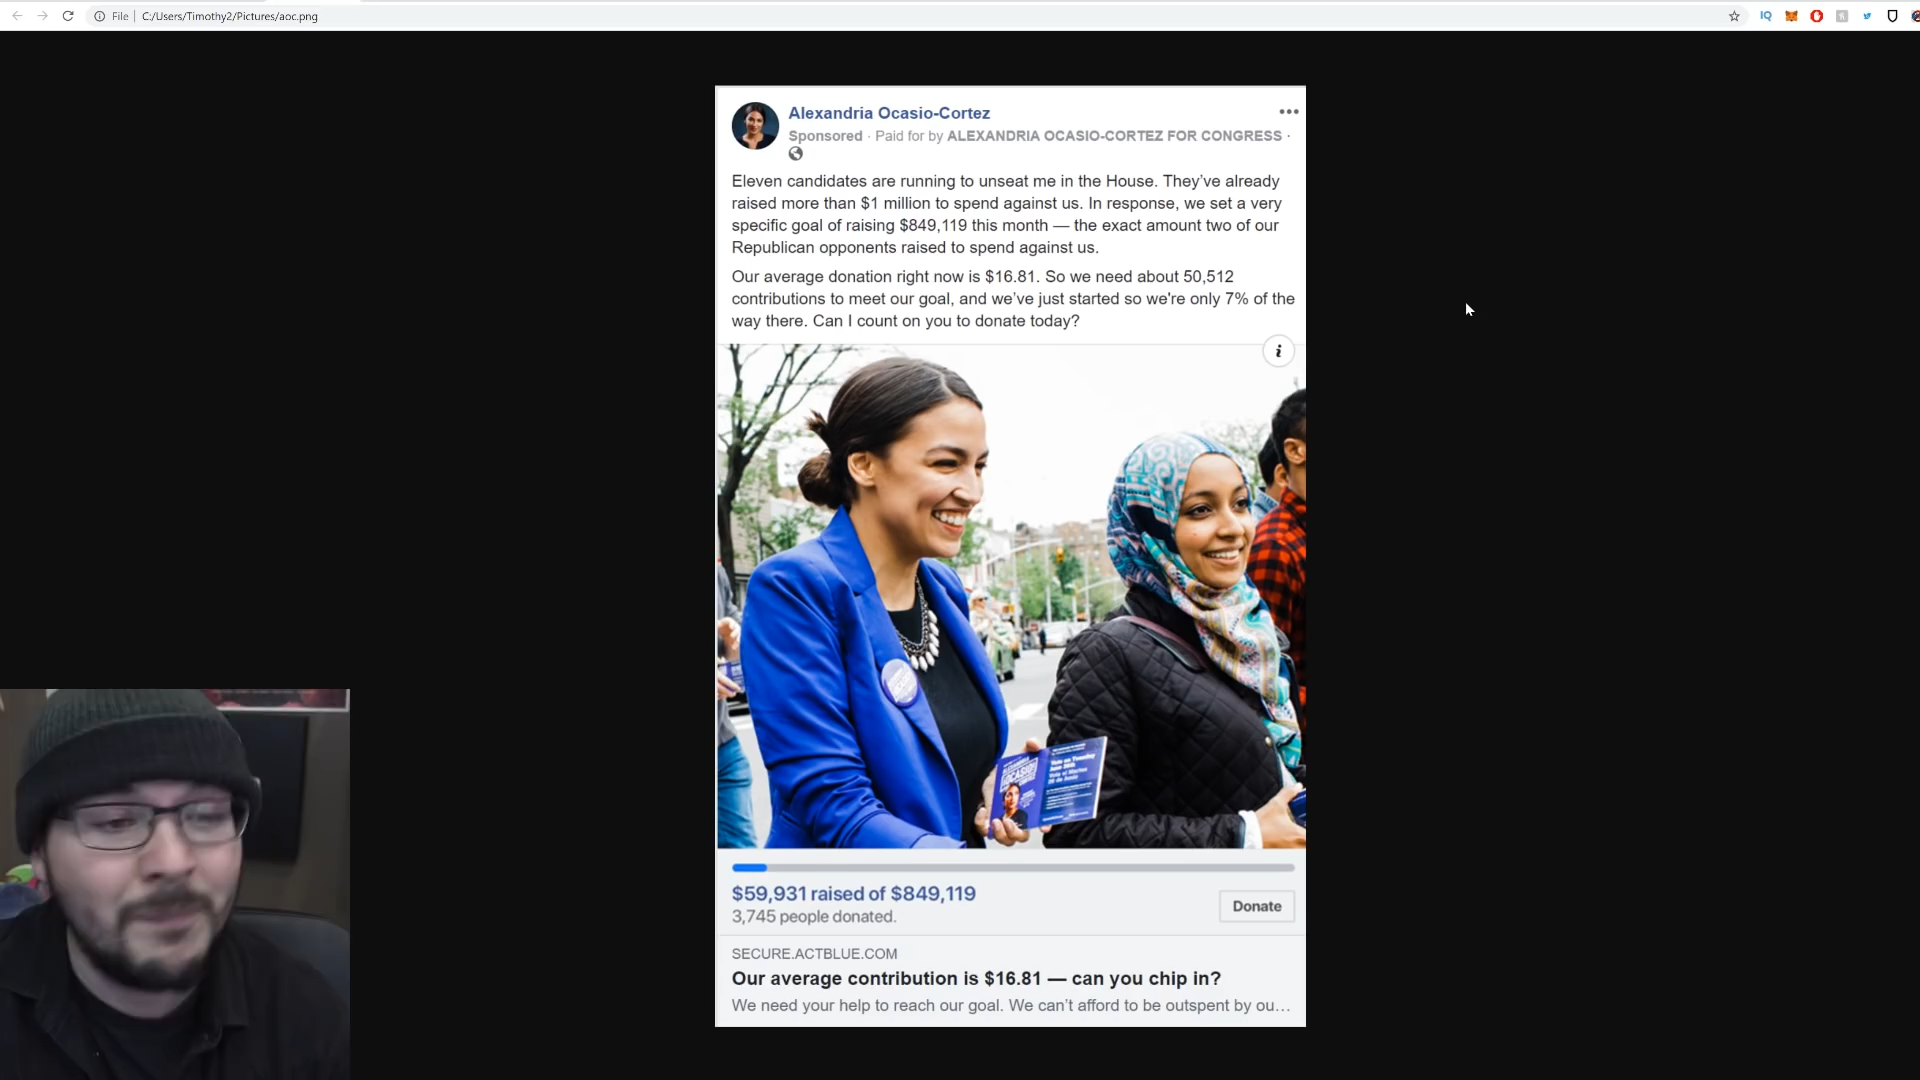 File
C:/Users/Timothy2/Pictures/aoc.png
IQ
Alexandria Ocasio-Cortez
Sponsored · Paid for by ALEXANDRIA OCASIO-CORTEZ FOR CONGRESS ·
Eleven candidates are running to unseat me in the House. They've already
raised more than $1 million to spend against us. In response, we set a very
specific goal of raising $849,119 this month — the exact amount two of our
Republican opponents raised to spend against us.
Our average donation right now is $16.81. So we need about 50,512
contributions to meet our goal, and we've just started so we're only 7% of the
way there. Can I count on you to donate today?
i
OCASIO
Vote on Tuesday
$59,931 raised of $849,119
3,745 people donated.
Donate
SECURE.ACTBLUE.COM
Our average contribution is $16.81 — can you chip in?
We need your help to reach our goal. We can't afford to be outspent by ou…